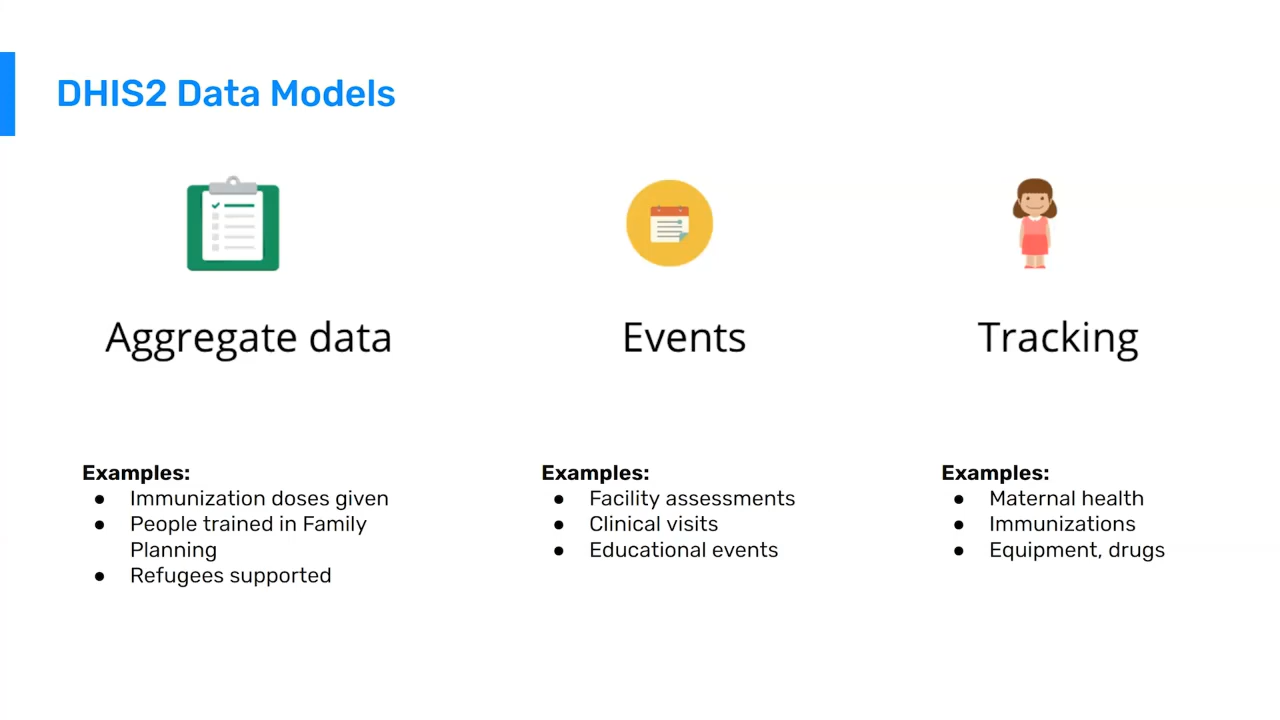 DHIS2 Data Models
Aggregate data
Events
Tracking
Examples:
● Immunization doses given
● People trained in Family
Planning
● Refugees supported
Examples:
● Facility assessments
● Clinical visits
● Educational events
Examples:
● Maternal health
● Immunizations
● Equipment, drugs